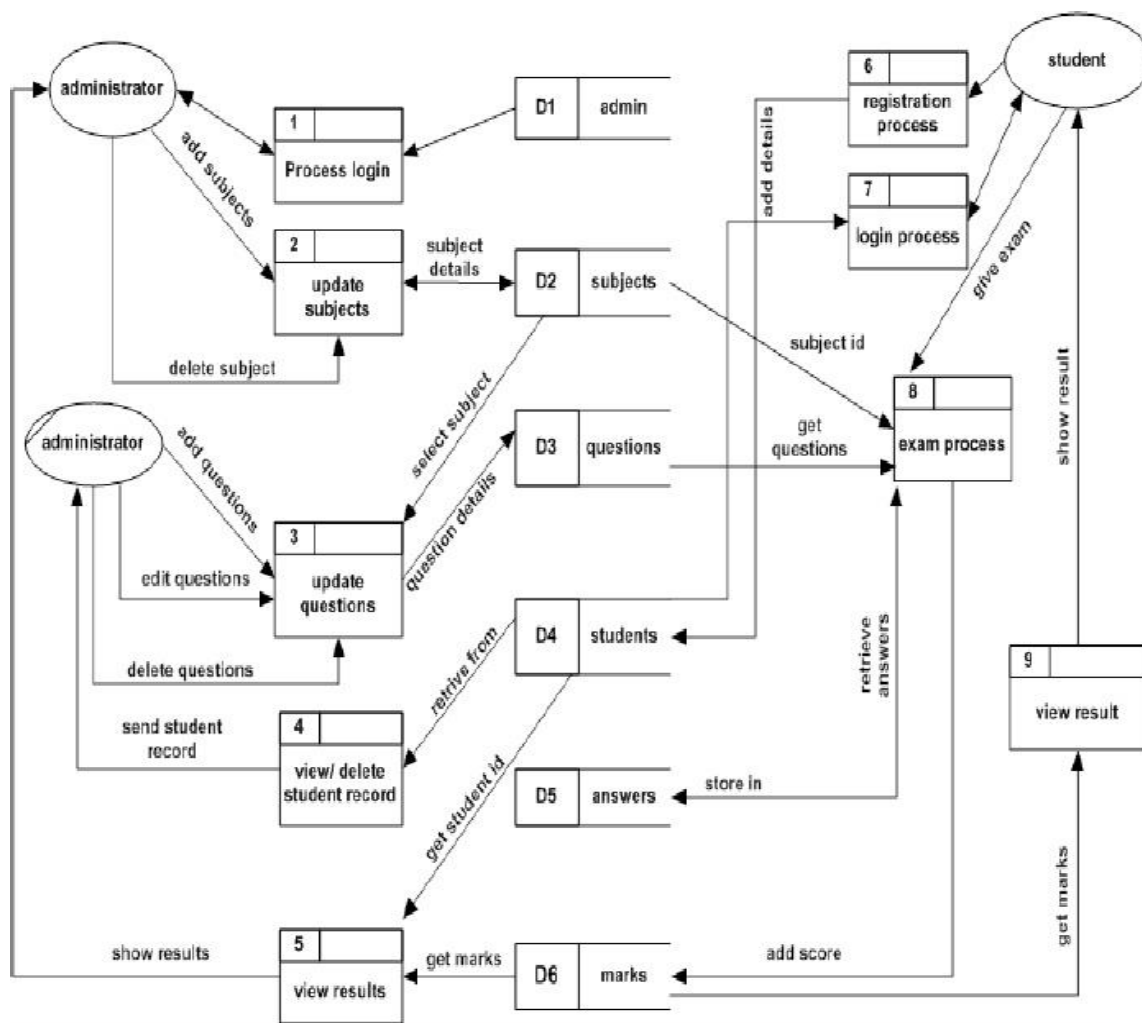 administrator
1
Process login
D1
admin
6
registration
process
student
add subjects
add details
7
login process
2
update
subjects
subject
details
D2
subjects
give exam
delete subject
subject id
8
exam process
show result
administrator
add questions
select subject
D3
questions
get
questions
3
update
questions
question details
edit questions
delete questions
D4
students
retrieve
answers
9
view result
send student
record
4
view/ delete
student record
retrive from
get student id
D5
answers
store in
get marks
show results
5
view results
get marks
D6
marks
add score